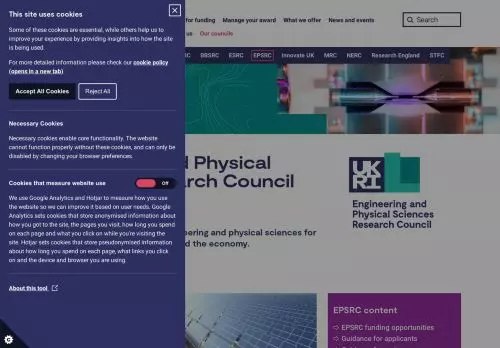 This site uses cookies
Some of these cookies are essential, while others help us to
improve your experience by providing insights into how the site
is being used.
For more detailed information please check our cookie policy
(opens in a new tab)
Accept All Cookies
Reject All
Necessary Cookies
Necessary cookies enable core functionality. The website
cannot function properly without these cookies, and can only be
disabled by changing your browser preferences.
Cookies that measure website use
Off
We use Google Analytics and Hotjar to measure how you use
the website so we can improve it based on user needs. Google
Analytics sets cookies that store anonymised information about
how you got to the site, the pages you visit, how long you spend
on each page and what you click on while you're visiting the
site. Hotjar sets cookies that store pseudonymised information
about how long you spend on each page, what links you click
on and the device and browser you are using.
About this tool
for funding Manage your award What we offer News and events
us Our councils
Search
BBSRC ESRC EPSRC Innovate UK MRC NERC Research England STFC
d Physical
rch Council
UK
RI
Engineering and
Physical Sciences
Research Council
eering and physical sciences for
d the economy.
EPSRC content
EPSRC funding opportunities
Guidance for applicants